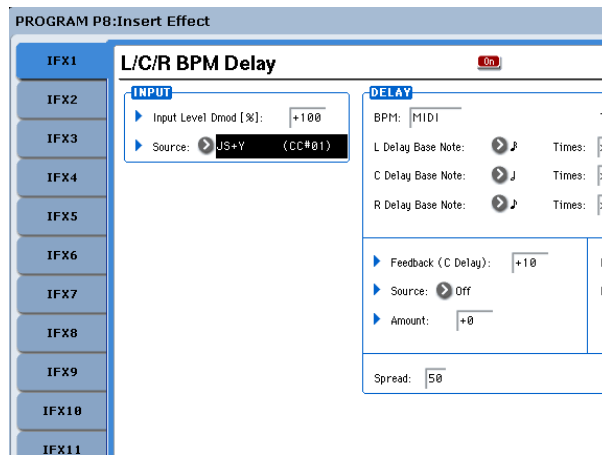 PROGRAM P8:Insert Effect
IFX1
IFX2
IFX3
IFX4
IFX5
IFX6
IFX7
IFX8
IFX9
IFX10
IFX11
L/C/R BPM Delay
On
INPUT
Input Level Dmod [%]: +100
Source: JS+Y (CC#01)
DELAY
BPM: MIDI
L Delay Base Note: Times:
C Delay Base Note: Times:
R Delay Base Note: Times:
Feedback (C Delay): +10
Source: Off
Amount: +0
Spread: 50